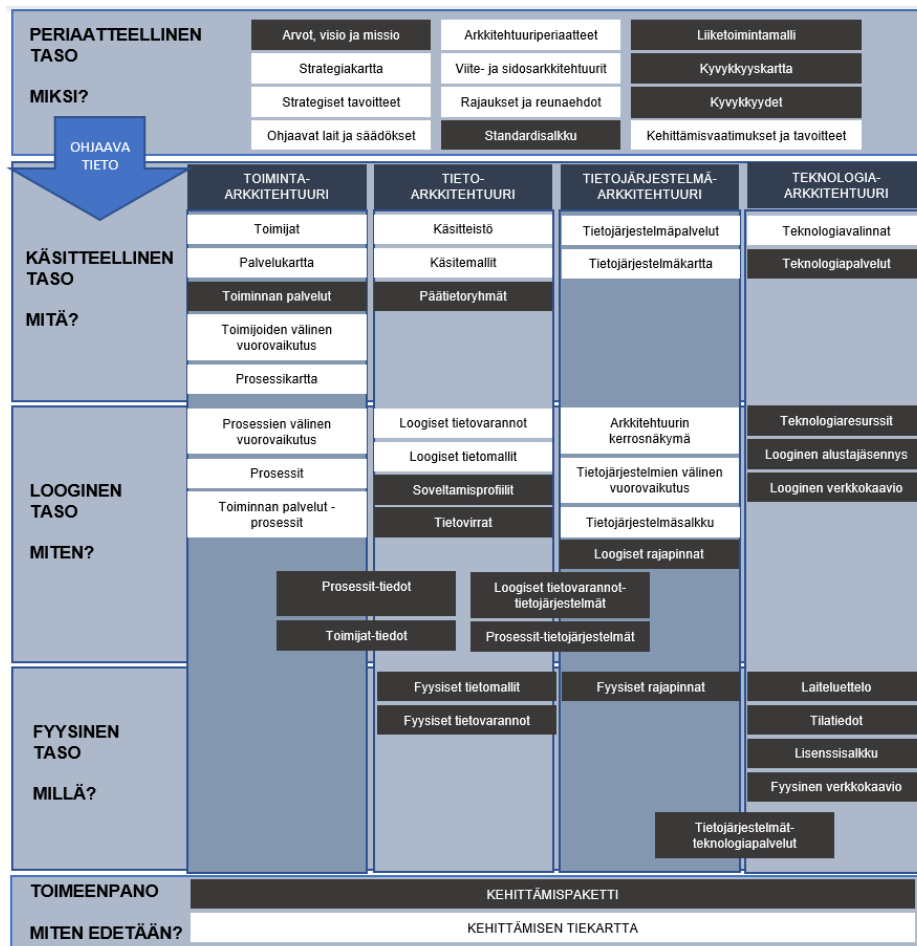 PERIAATTEELLINEN
TASO
MIKSI?
Arvot, visio ja missio
Arkkitehtuuriperiaatteet
Liiketoimintamalli
Strategiakartta
Viite- ja sidosarkkitehtuurit
Kyvykkyyskartta
Strategiset tavoitteet
Rajaukset ja reunaehdot
Kyvykkyydet
Ohjaavat lait ja säädökset
Standardisalkku
Kehittämisvaatimukset ja tavoitteet
OHJAAVA
TIETO
TOIMINTA-
ARKKITEHTUURI
TIETO-
ARKKITEHTUURI
TIETOJÄRJESTELMÄ-
ARKKITEHTUURI
TEKNOLOGIA-
ARKKITEHTUURI
KÄSITTEELLINEN
TASO
MITÄ?
Toimijat
Palvelukartta
Toiminnan palvelut
Toimijoiden välinen
vuorovaikutus
Prosessikartta
Käsitteistö
Käsitemallit
Päätietoryhmät
Tietojärjestelmäpalvelut
Tietojärjestelmäkartta
Teknologiavalinnat
Teknologiapalvelut
LOOGINEN
TASO
MITEN?
Prosessien välinen
vuorovaikutus
Prosessit
Toiminnan palvelut -
prosessit
Loogiset tietovarannot
Loogiset tietomallit
Soveltamisprofiilit
Tietovirrat
Arkkitehtuurin
kerrosnäkymä
Tietojärjestelmien välinen
vuorovaikutus
Tietojärjestelmäsalkku
Loogiset rajapinnat
Teknologiaresurssit
Looginen alustajäsennys
Looginen verkkokaavio
Prosessit-tiedot
Toimijat-tiedot
Loogiset tietovarannot-
tietojärjestelmät
Prosessit-tietojärjestelmät
FYYSINEN
TASO
MILLÄ?
Fyysiset tietomallit
Fyysiset tietovarannot
Fyysiset rajapinnat
Laiteluettelo
Tilatiedot
Lisenssisalkku
Fyysinen verkkokaavio
Tietojärjestelmät-
teknologiapalvelut
TOIMEENPANO
MITEN EDETÄÄN?
KEHITTÄMISPAKETTI
KEHITTÄMISEN TIEKARTTA